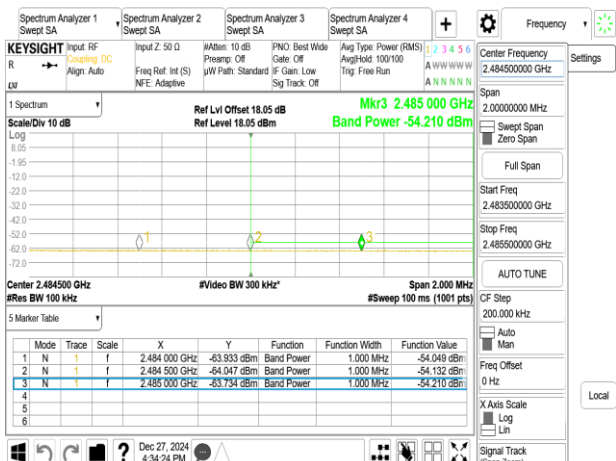 Spectrum Analyzer 1
Swept SA
Spectrum Analyzer 2
Swept SA
Spectrum Analyzer 3
Swept SA
Spectrum Analyzer 4
Swept SA
+
Frequency
KEYSIGHT
R
LXI
Input: RF
Coupling: DC
Align: Auto
Input Z: 50 Ω
Freq Ref: Int (S)
NFE: Adaptive
#Atten: 10 dB
Preamp: Off
µW Path: Standard
PNO: Best Wide
Gate: Off
IF Gain: Low
Sig Track: Off
Avg Type: Power (RMS)
Avg|Hold: 100/100
Trig: Free Run
1 2 3 4 5 6
A W W W W W
A N N N N N
1 Spectrum
Scale/Div 10 dB
Ref Lvl Offset 18.05 dB
Ref Level 18.05 dBm
Mkr3 2.485 000 GHz
Band Power -54.210 dBm
Log
8.05
-1.95
-12.0
-22.0
-32.0
-42.0
-52.0
-62.0
-72.0
1
2
3
Center 2.484500 GHz
#Res BW 100 kHz
#Video BW 300 kHz*
Span 2.000 MHz
#Sweep 100 ms (1001 pts)
5 Marker Table
Mode Trace Scale X Y Function Function Width Function Value
1 N 1 f 2.484 000 GHz -63.933 dBm Band Power 1.000 MHz -54.049 dBm
2 N 1 f 2.484 500 GHz -64.047 dBm Band Power 1.000 MHz -54.132 dBm
3 N 1 f 2.485 000 GHz -63.734 dBm Band Power 1.000 MHz -54.210 dBm
4
5
6
?
Dec 27, 2024
4:34:24 PM
Center Frequency
2.484500000 GHz
Settings
Span
2.00000000 MHz
Swept Span
Zero Span
Full Span
Start Freq
2.483500000 GHz
Stop Freq
2.485500000 GHz
AUTO TUNE
CF Step
200.000 kHz
Auto
Man
Freq Offset
0 Hz
X Axis Scale
Log
Lin
Local
Signal Track
(Span Zoom)